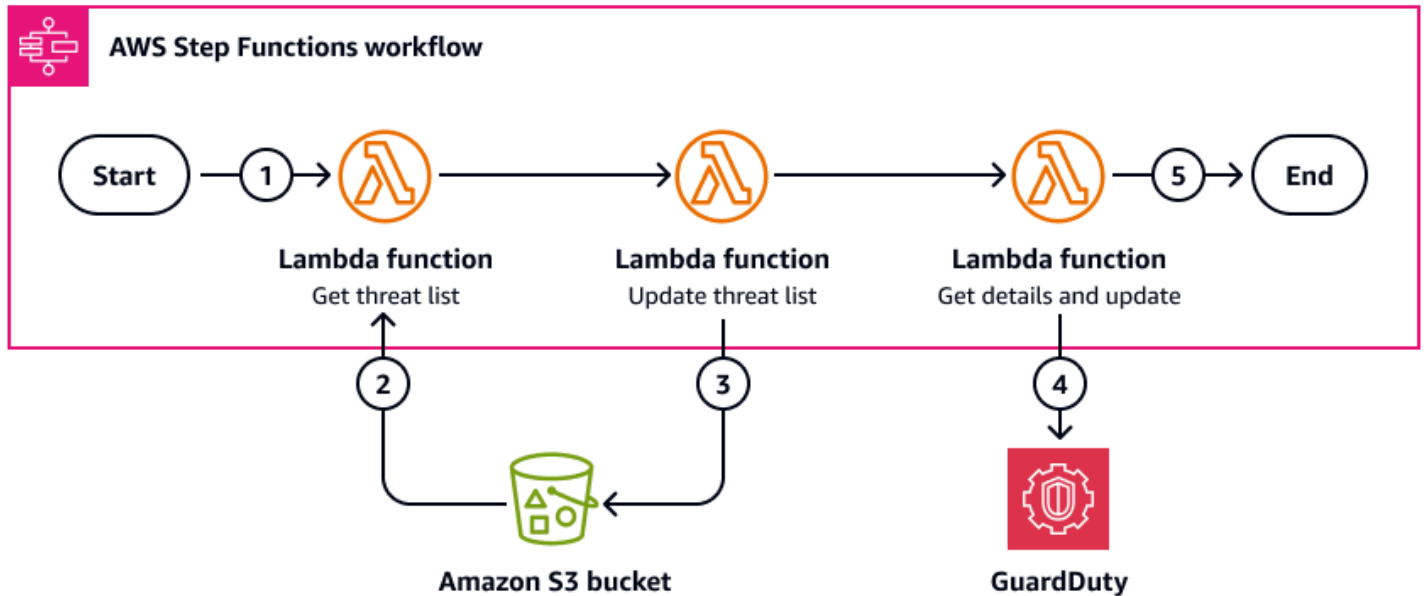 AWS Step Functions workflow
Start
1
5
End
Lambda function
Get threat list
Lambda function
Update threat list
Lambda function
Get details and update
2
3
4
Amazon S3 bucket
GuardDuty